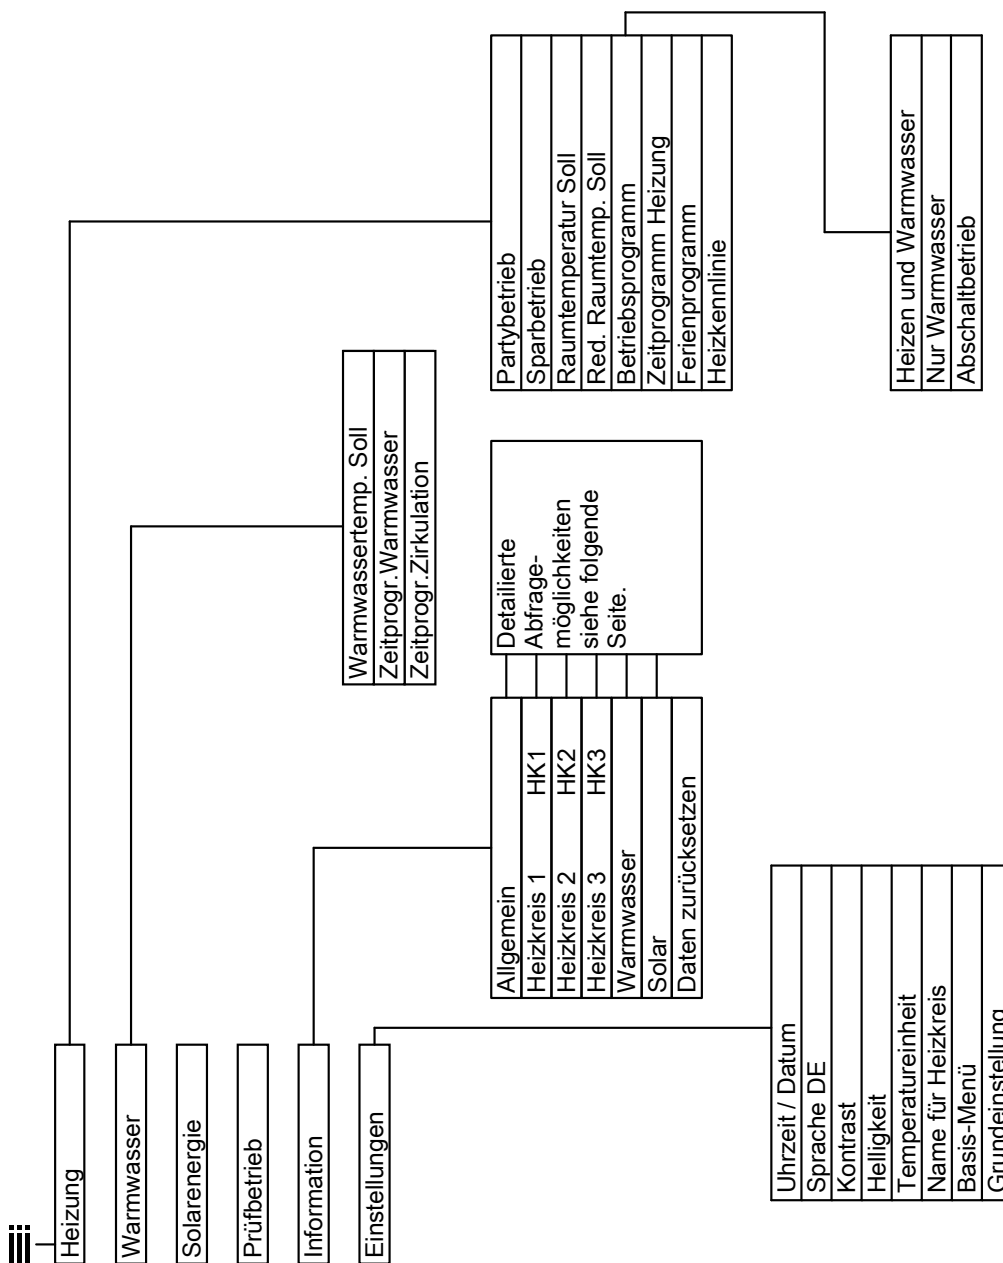 Heizung
Warmwasser
Solarenergie
Prüfbetrieb
Information
Einstellungen
Partybetrieb
Sparbetrieb
Raumtemperatur Soll
Red. Raumtemp. Soll
Betriebsprogramm
Zeitprogramm Heizung
Ferienprogramm
Heizkennlinie
Heizen und Warmwasser
Nur Warmwasser
Abschaltbetrieb
Warmwassertemp. Soll
Zeitprogr.Warmwasser
Zeitprogr.Zirkulation
Allgemein
Heizkreis 1 HK1
Heizkreis 2 HK2
Heizkreis 3 HK3
Warmwasser
Solar
Daten zurücksetzen
Detailierte
Abfrage-
möglichkeiten
siehe folgende
Seite.
Uhrzeit / Datum
Sprache DE
Kontrast
Helligkeit
Temperatureinheit
Name für Heizkreis
Basis-Menü
Grundeinstellung